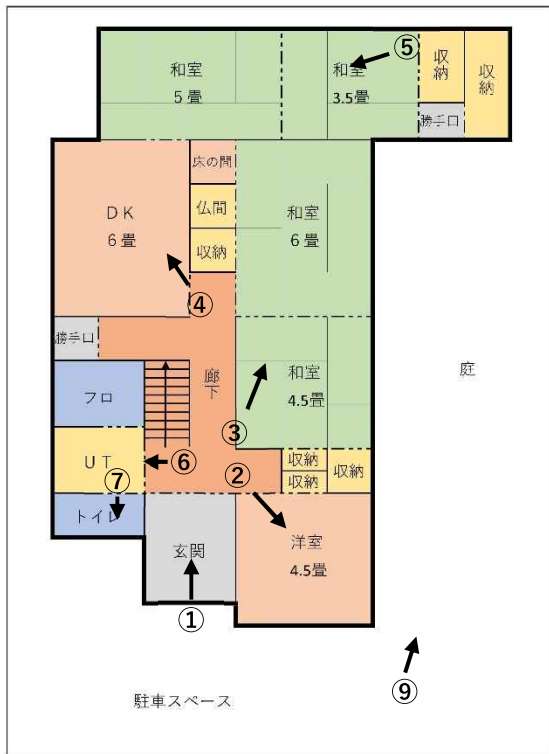 和室
5畳
和室
3.5畳
⑤
収納
収納
勝手口
床の間
仏間
収納
DK
6畳
④
和室
6畳
勝手口
廊下
和室
4.5畳
③
庭
フロ
UT
⑥
⑦
トイレ
②
収納
収納
収納
玄関
①
洋室
4.5畳
⑨
駐車スペース